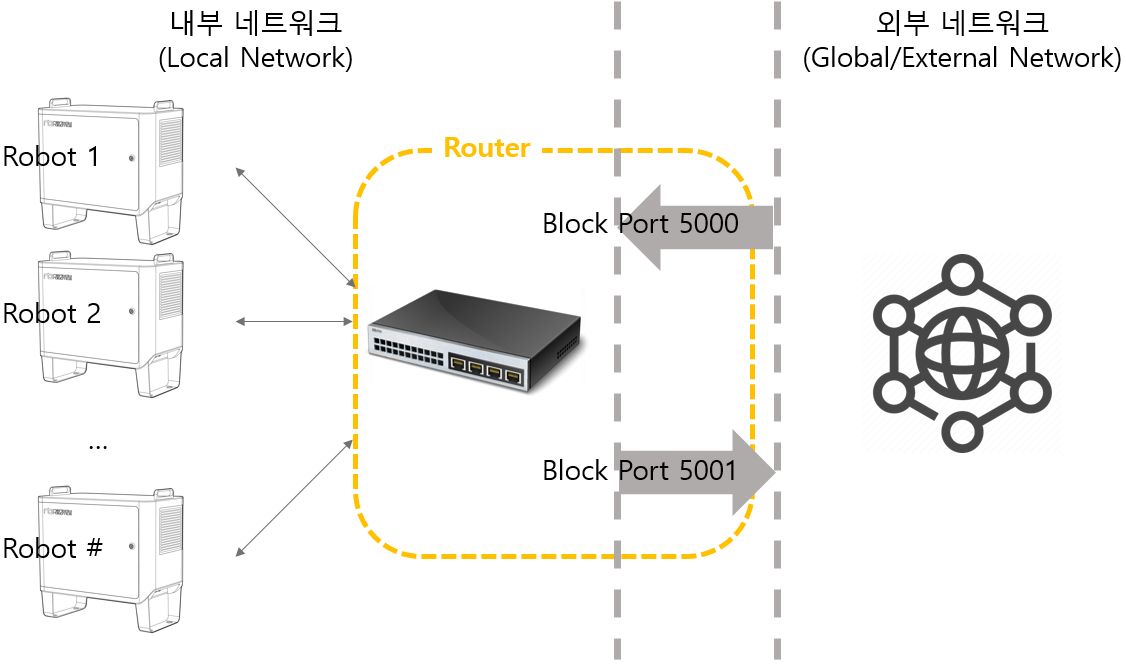 내부 네트워크
(Local Network)
외부 네트워크
(Global/External Network)
Robot 1
Router
Block Port 5000
Robot 2
...
Block Port 5001
Robot #